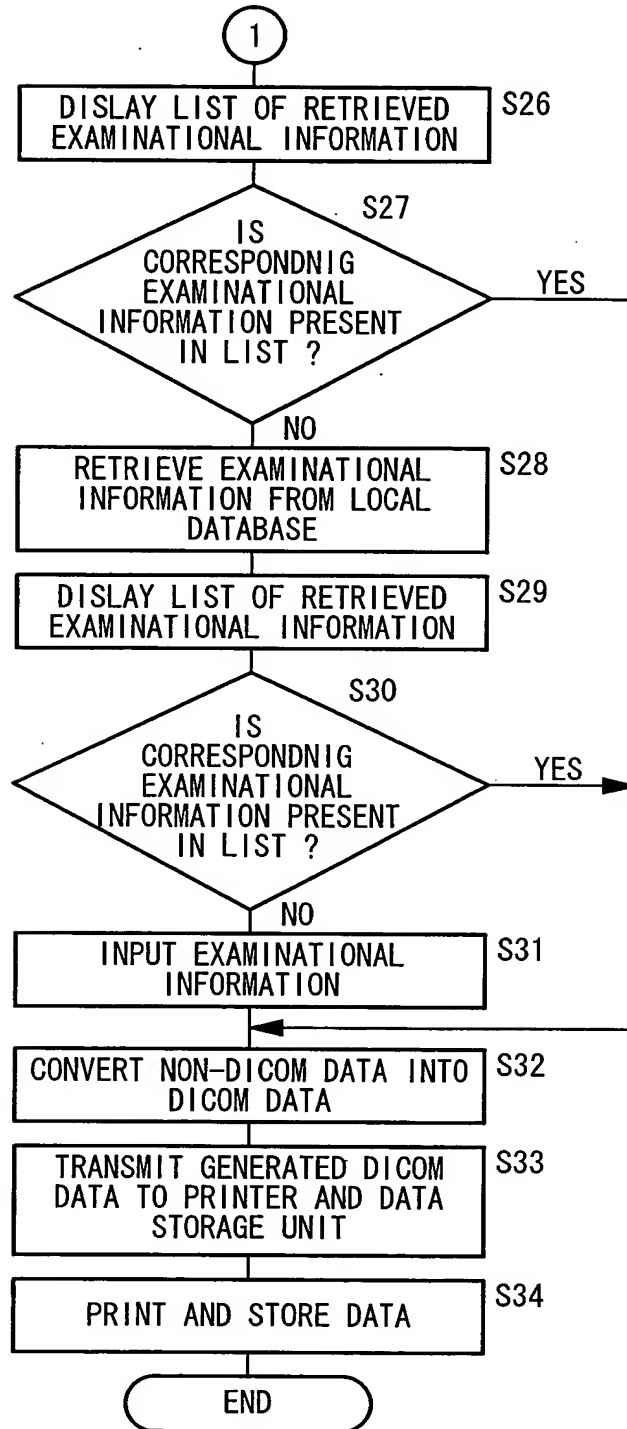 1
DISLAY LIST OF RETRIEVED
EXAMINATIONAL INFORMATION
S26
S27
IS
CORRESPONDNIG
EXAMINATIONAL
INFORMATION PRESENT
IN LIST ?
YES
NO
RETRIEVE EXAMINATIONAL
INFORMATION FROM LOCAL
DATABASE
S28
DISLAY LIST OF RETRIEVED
EXAMINATIONAL INFORMATION
S29
S30
IS
CORRESPONDNIG
EXAMINATIONAL
INFORMATION PRESENT
IN LIST ?
YES
NO
INPUT EXAMINATIONAL
INFORMATION
S31
CONVERT NON-DICOM DATA INTO
DICOM DATA
S32
TRANSMIT GENERATED DICOM
DATA TO PRINTER AND DATA
STORAGE UNIT
S33
PRINT AND STORE DATA
S34
END